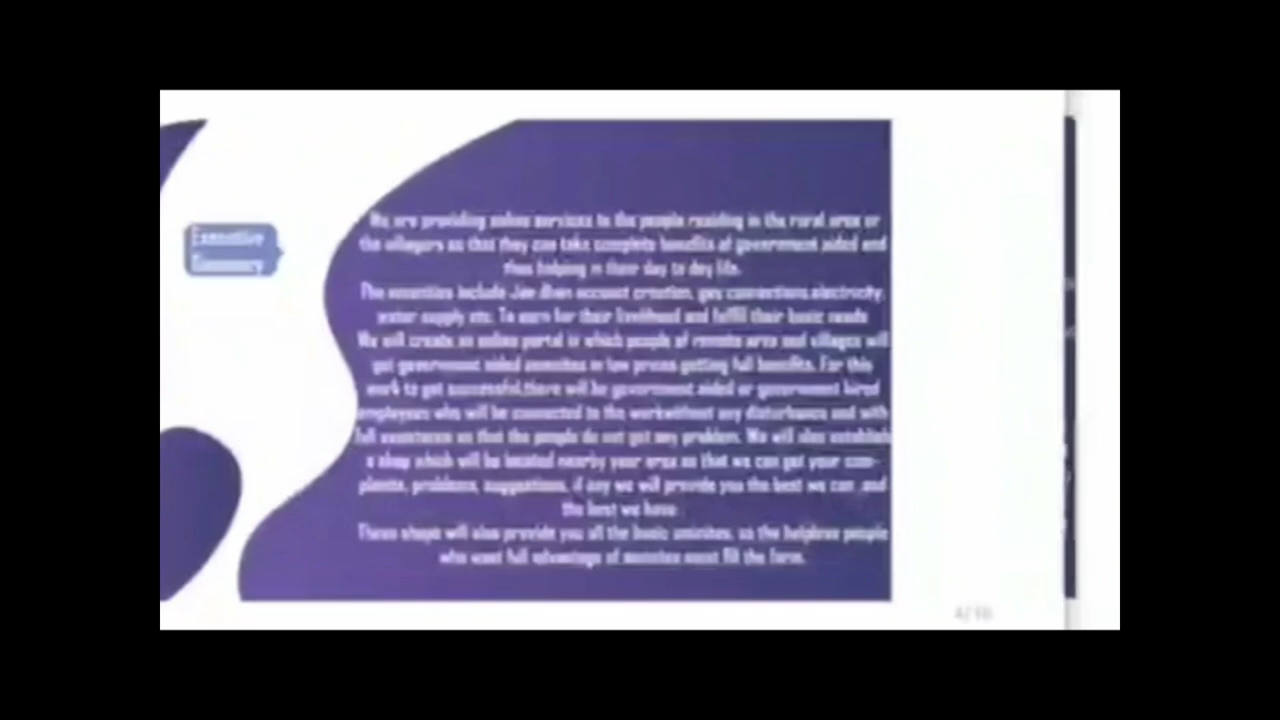 Executive
Summary
We are providing online services to the people residing in the rural area or
the villagers so that they can take complete benefits of government aided and
thus helping in their day to day life.
The amenities include Jan dhan account creation, gas connections,electricity,
water supply etc. To earn for their livelihood and fulfill their basic needs
We will create an online portal in which people of remote area and villages will
get government aided amenities in low prices getting full benefits. For this
work to get successful,there will be government aided or government hired
employees who will be connected to the workwithout any disturbance and with
full assistance so that the people do not get any problem. We will also establish
a shop which will be located nearby your area so that we can get your com-
plaints, problems, suggestions, if any we will provide you the best we can ,and
the best we have
These shops will also provide you all the basic aminites, so the helpless people
who want full advantage of amenities must fill the form.